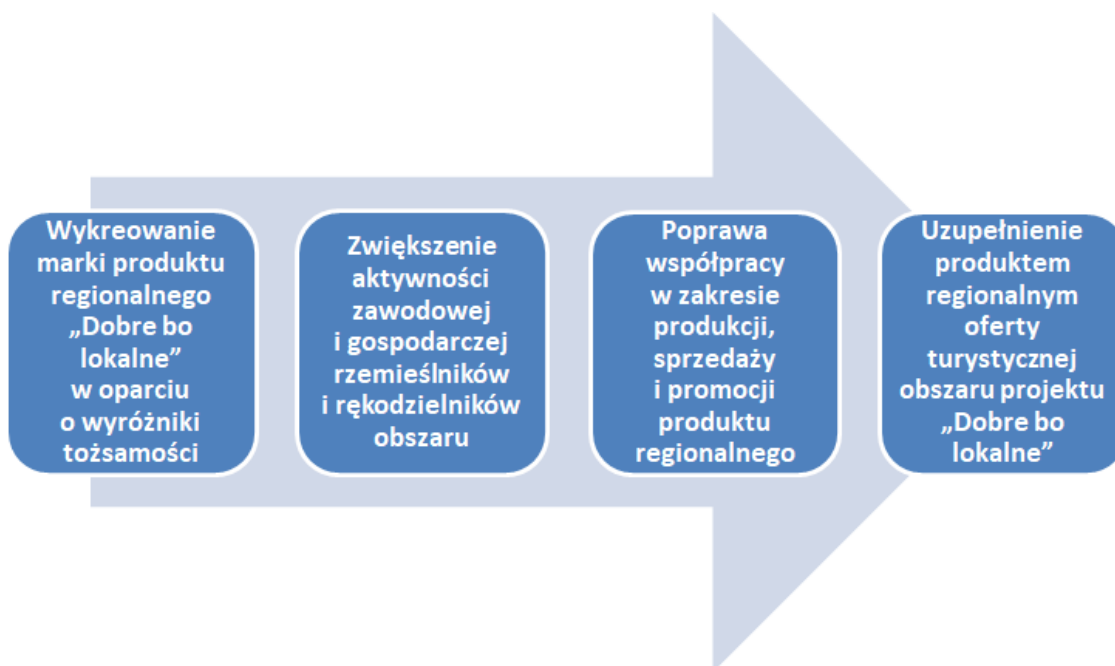 Wykreowanie
marki produktu
regionalnego
„Dobre bo
lokalne”
w oparciu
o wyróżniki
tożsamości
Zwiększenie
aktywności
zawodowej
i gospodarczej
rzemieślników
i rękodzielników
obszaru
Poprawa
współpracy
w zakresie
produkcji,
sprzedaży
i promocji
produktu
regionalnego
Uzupełnienie
produktem
regionalnym
oferty
turystycznej
obszaru projektu
„Dobre bo
lokalne”